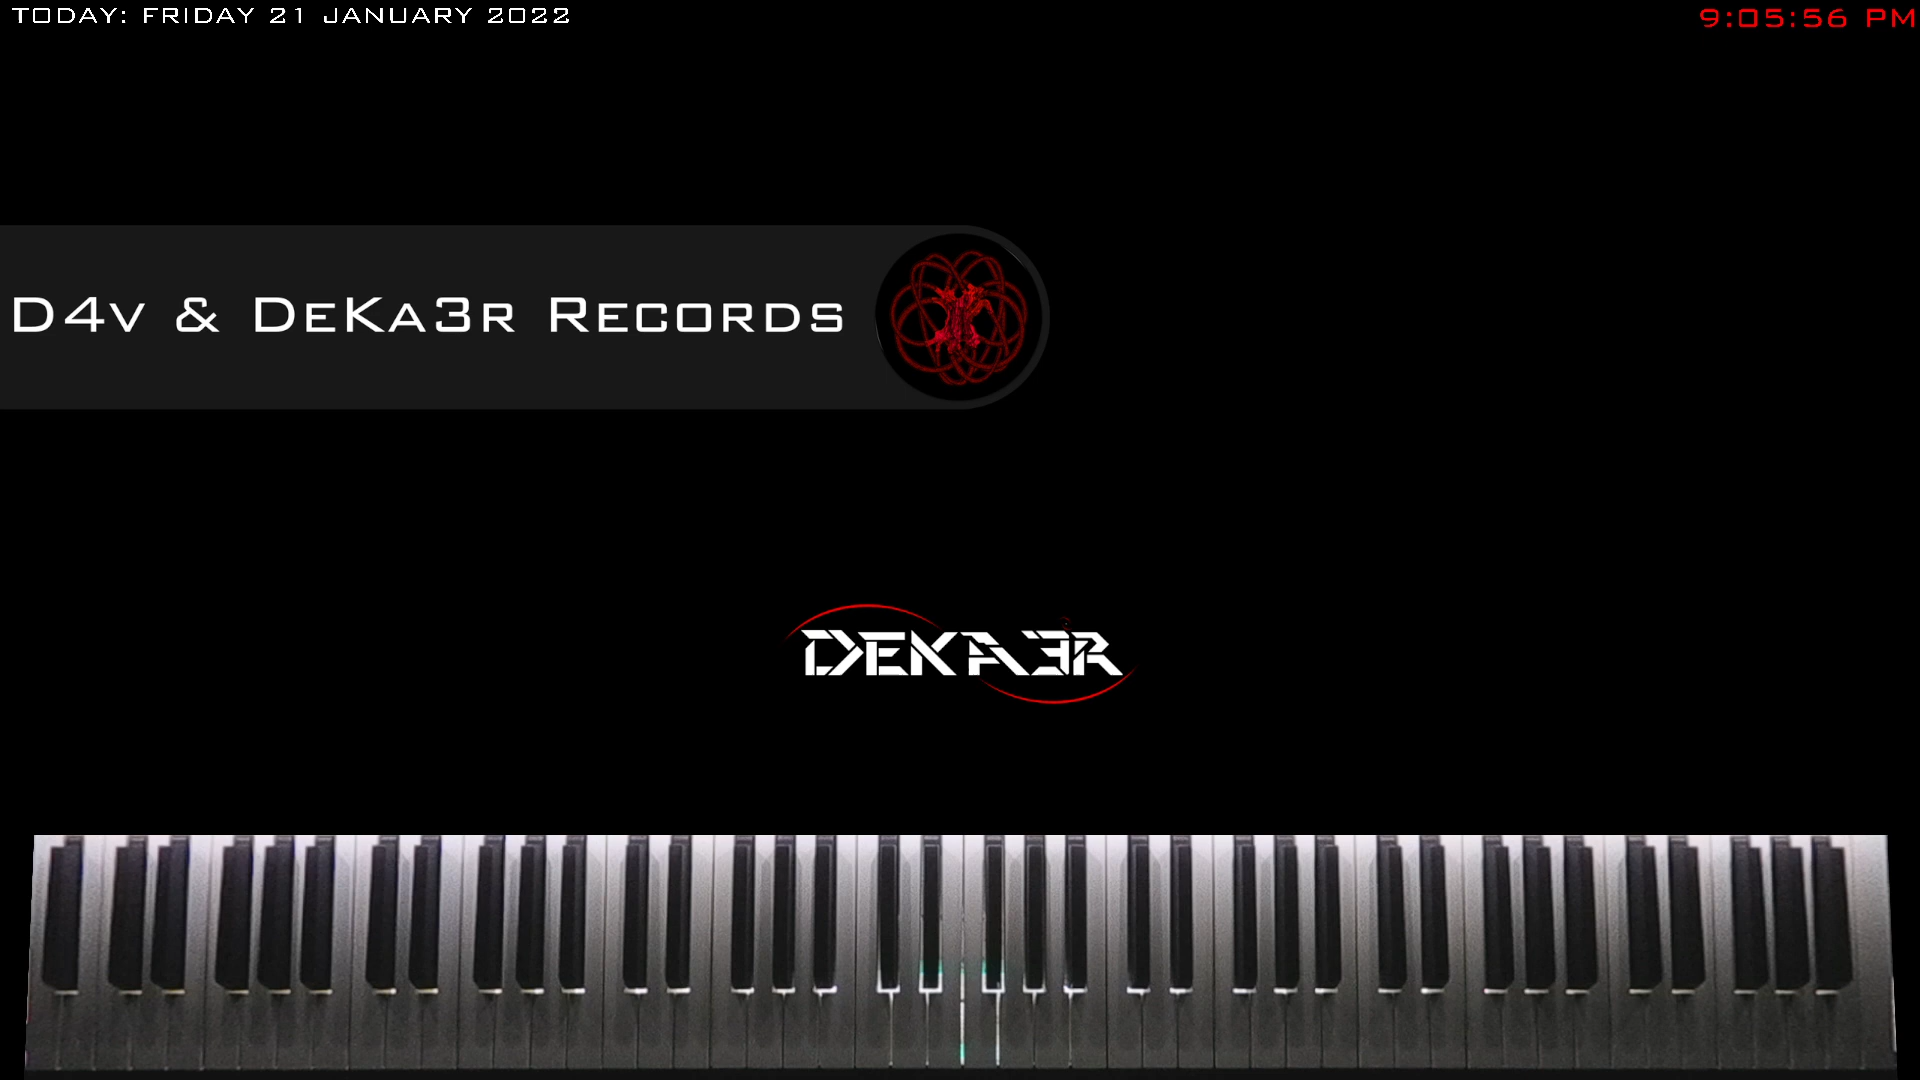 TODAY: FRIDAY 21 JANUARY 2022
9:05:56 PM
D4v & DeKa3r Records
DEKA3R